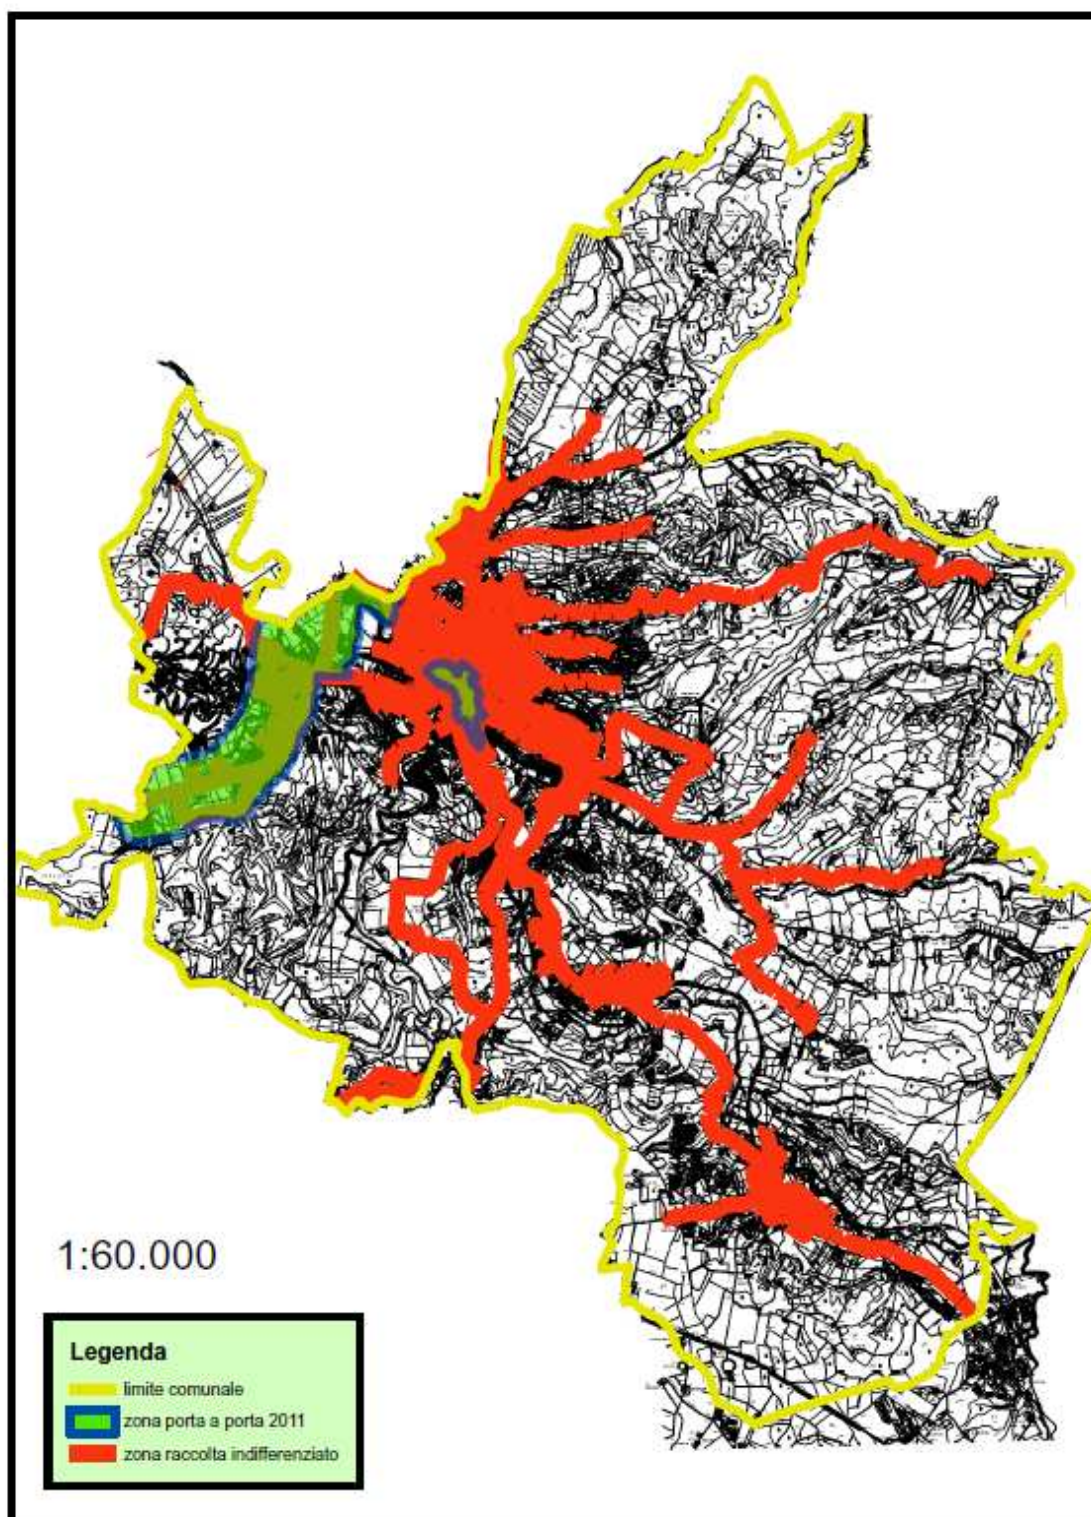 1:60.000
Legenda
limite comunale
zona porta a porta 2011
zona raccolta indifferenziato